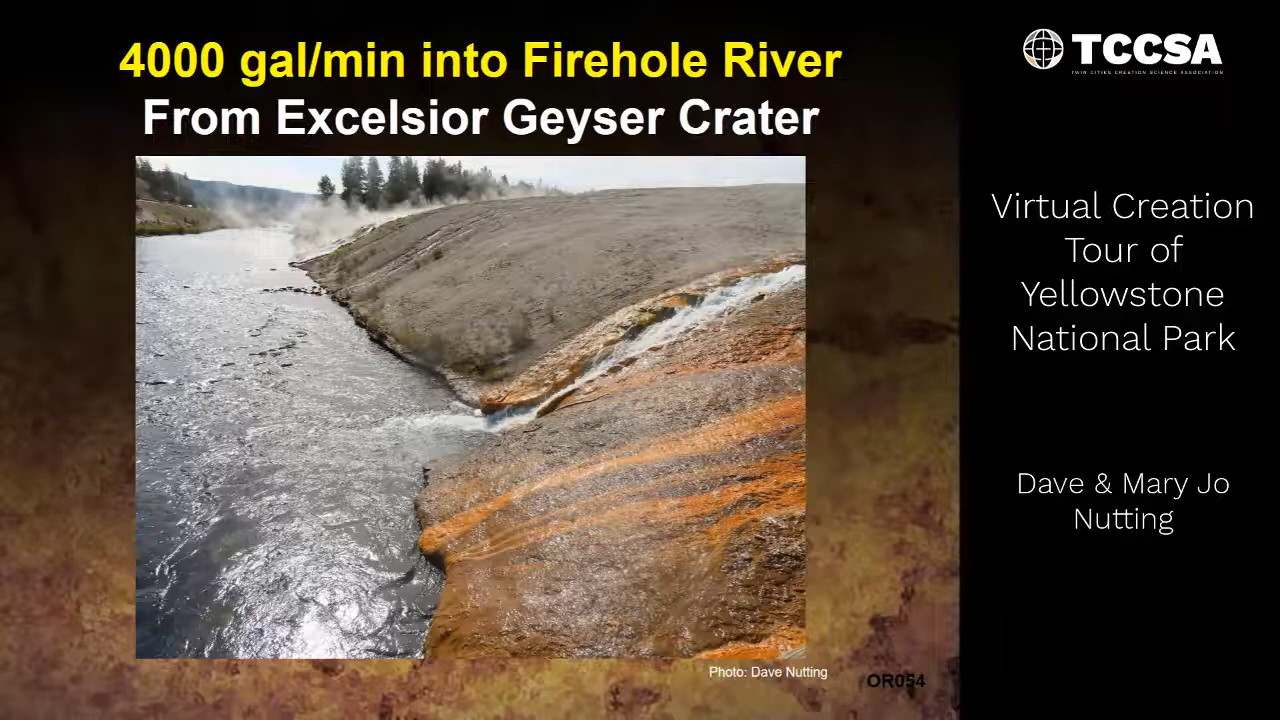 4000 gal/min into Firehole River
From Excelsior Geyser Crater
TCCSA
TWIN CITIES CREATION SCIENCE ASSOCIATION
Virtual Creation
Tour of
Yellowstone
National Park
Dave & Mary Jo
Nutting
Photo: Dave Nutting
OR054